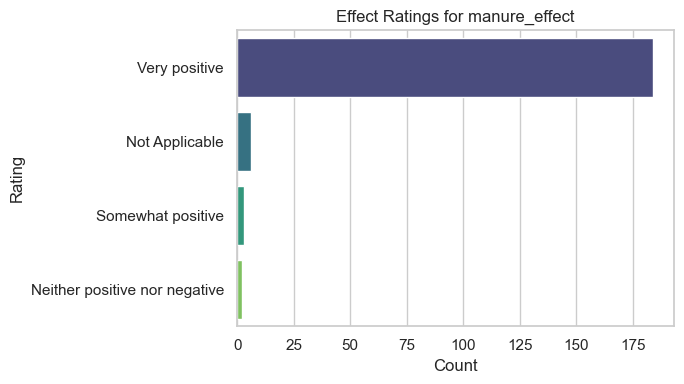 Effect Ratings for manure_effect
Rating
Very positive
Not Applicable
Somewhat positive
Neither positive nor negative
0 25 50 75 100 125 150 175
Count